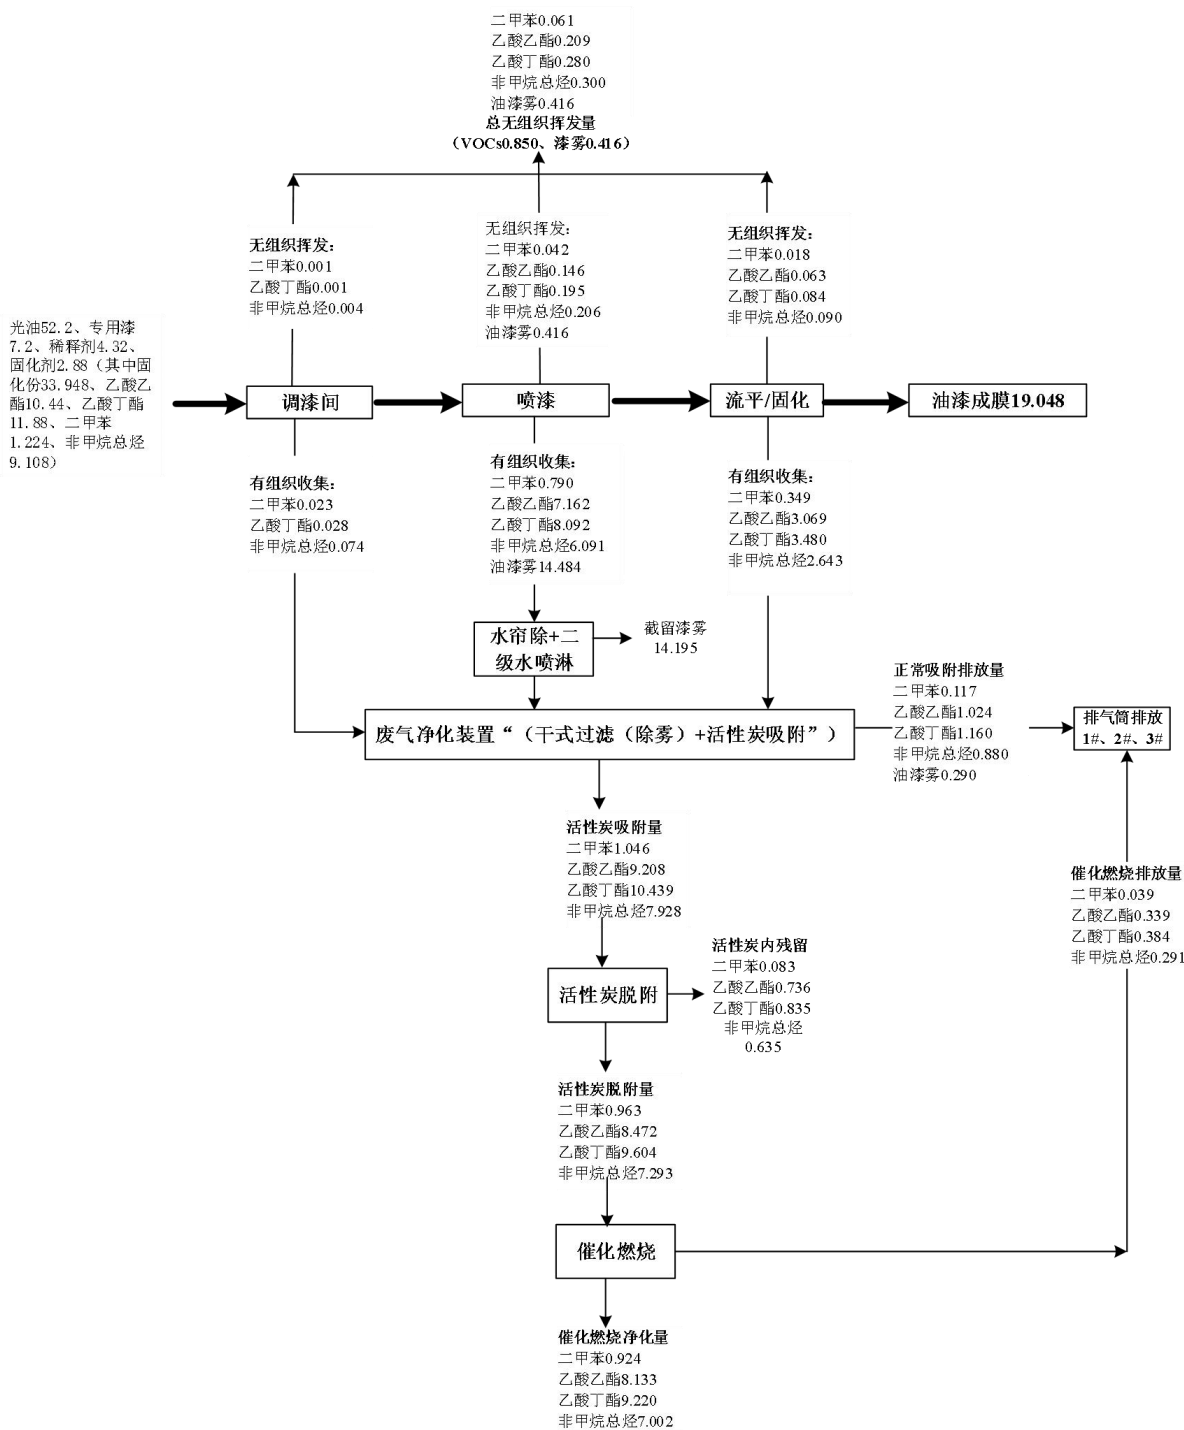 二甲苯0.061
乙酸乙酯0.209
乙酸丁酯0.280
非甲烷总烃0.300
油漆雾0.416
总无组织挥发量
（VOCs0.850、漆雾0.416）
无组织挥发：
二甲苯0.001
乙酸丁酯0.001
非甲烷总烃0.004
无组织挥发：
二甲苯0.042
乙酸乙酯0.146
乙酸丁酯0.195
非甲烷总烃0.206
油漆雾0.416
无组织挥发：
二甲苯0.018
乙酸乙酯0.063
乙酸丁酯0.084
非甲烷总烃0.090
光油52.2、专用漆
7.2、稀释剂4.32、
固化剂2.88（其中固
化份33.948、乙酸乙
酯10.44、乙酸丁酯
11.88、二甲苯
1.224、非甲烷总烃
9.108）
调漆间
喷漆
流平/固化
油漆成膜19.048
有组织收集：
二甲苯0.023
乙酸丁酯0.028
非甲烷总烃0.074
有组织收集：
二甲苯0.790
乙酸乙酯7.162
乙酸丁酯8.092
非甲烷总烃6.091
油漆雾14.484
有组织收集：
二甲苯0.349
乙酸乙酯3.069
乙酸丁酯3.480
非甲烷总烃2.643
水帘除+二
级水喷淋
截留漆雾
14.195
废气净化装置“（干式过滤（除雾）+活性炭吸附”）
正常吸附排放量
二甲苯0.117
乙酸乙酯1.024
乙酸丁酯1.160
非甲烷总烃0.880
油漆雾0.290
排气筒排放
1#、2#、3#
活性炭吸附量
二甲苯1.046
乙酸乙酯9.208
乙酸丁酯10.439
非甲烷总烃7.928
催化燃烧排放量
二甲苯0.039
乙酸乙酯0.339
乙酸丁酯0.384
非甲烷总烃0.291
活性炭脱附
活性炭内残留
二甲苯0.083
乙酸乙酯0.736
乙酸丁酯0.835
非甲烷总烃
0.635
活性炭脱附量
二甲苯0.963
乙酸乙酯8.472
乙酸丁酯9.604
非甲烷总烃7.293
催化燃烧
催化燃烧净化量
二甲苯0.924
乙酸乙酯8.133
乙酸丁酯9.220
非甲烷总烃7.002